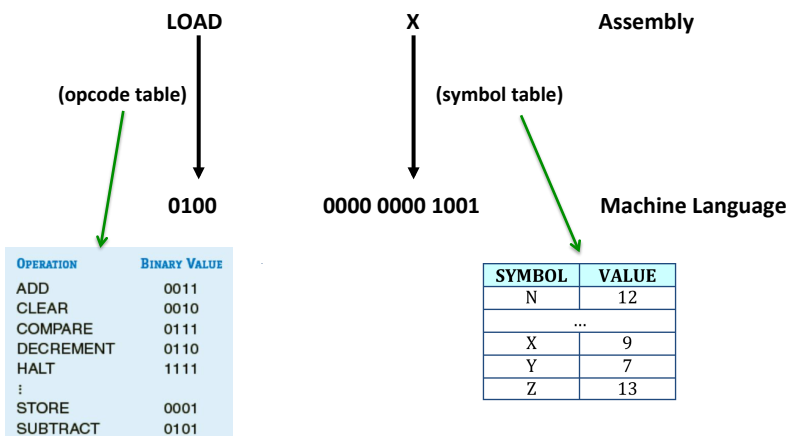 LOAD X Assembly
(opcode table) (symbol table)
0100 0000 0000 1001 Machine Language
OPERATION BINARY VALUE
ADD 0011
CLEAR 0010
COMPARE 0111
DECREMENT 0110
HALT 1111
⋮
STORE 0001
SUBTRACT 0101
SYMBOL VALUE
N 12
...
X 9
Y 7
Z 13